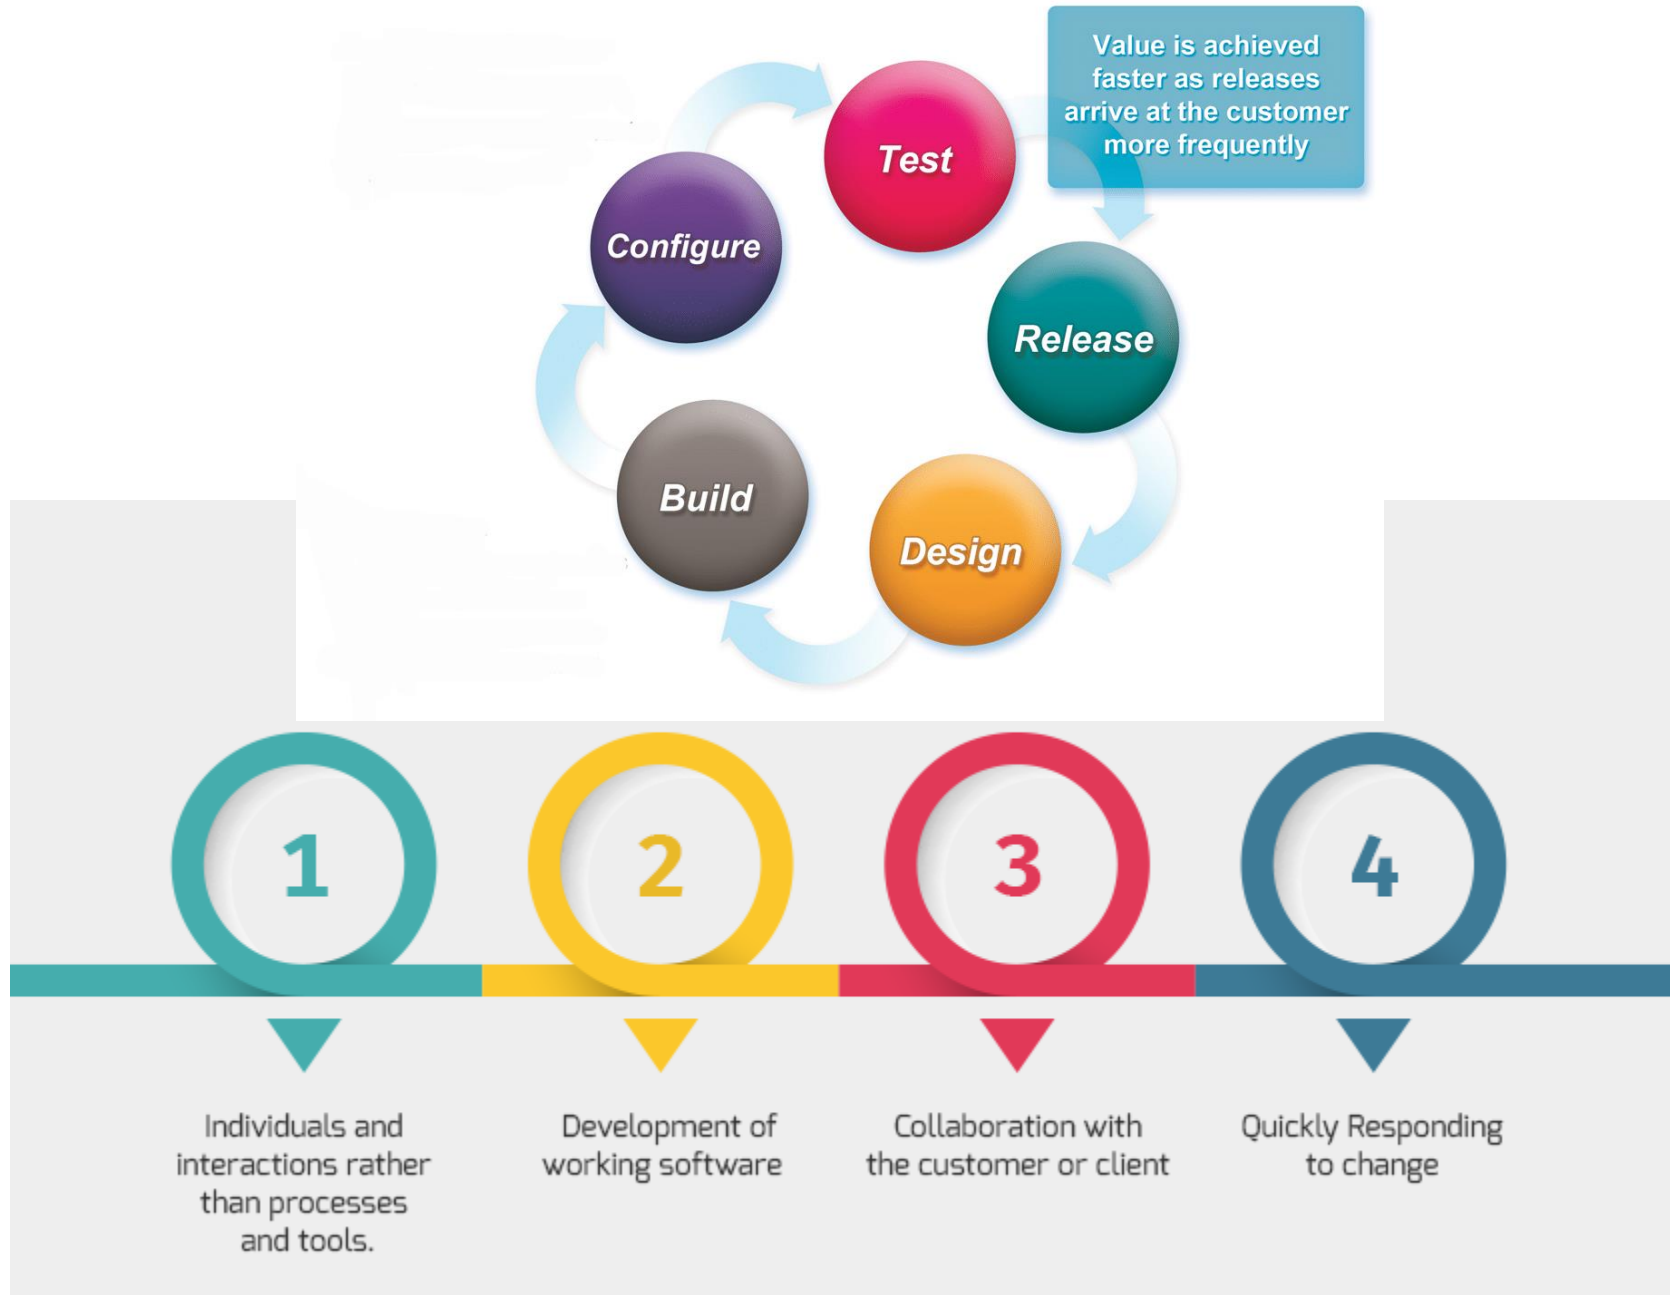 Value is achieved
faster as releases
arrive at the customer
more frequently
Test
Configure
Release
Build
Design
1
2
3
4
Individuals and
interactions rather
than processes
and tools.
Development of
working software
Collaboration with
the customer or client
Quickly Responding
to change